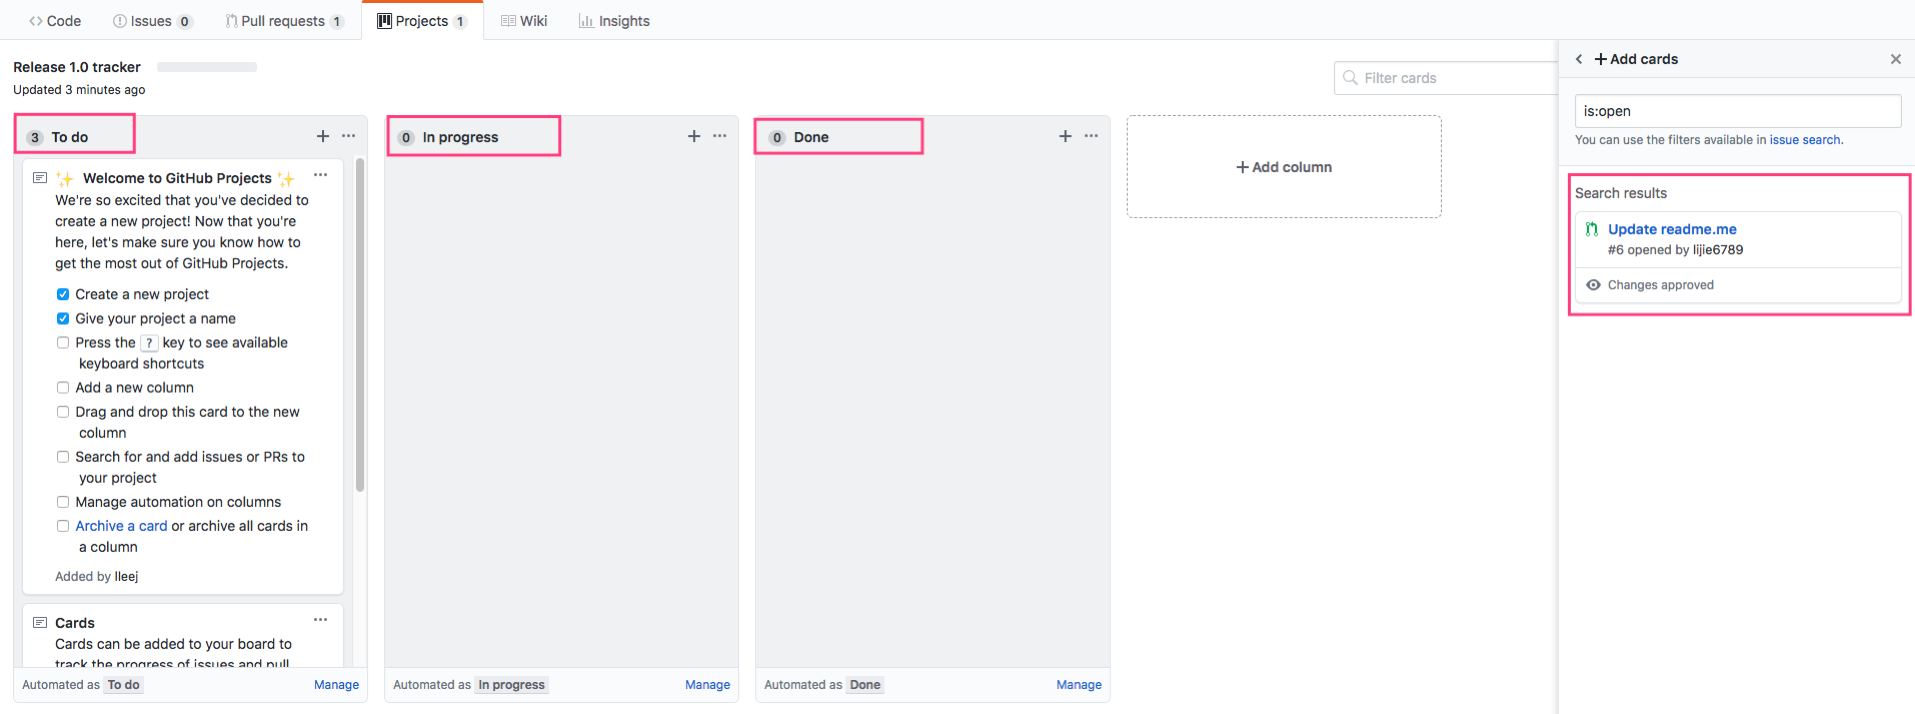 Code Issues 0 Pull requests 1 Projects 1 Wiki Insights
Release 1.0 tracker
Updated 3 minutes ago
Filter cards
3 To do
Welcome to GitHub Projects
We're so excited that you've decided to
create a new project! Now that you're
here, let's make sure you know how to
get the most out of GitHub Projects.
Create a new project
Give your project a name
Press the ? key to see available
keyboard shortcuts
Add a new column
Drag and drop this card to the new
column
Search for and add issues or PRs to
your project
Manage automation on columns
Archive a card or archive all cards in
a column
Added by lleej
Cards
Cards can be added to your board to
track the progress of issues and pull
Automated as To do Manage
0 In progress
Automated as In progress Manage
0 Done
Automated as Done Manage
+ Add column
+ Add cards
is:open
You can use the filters available in issue search.
Search results
Update readme.me
#6 opened by lijie6789
Changes approved